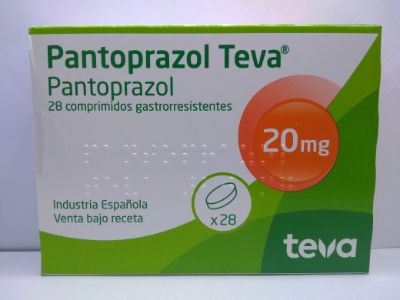 Pantoprazol Teva®
Pantoprazol
28 comprimidos gastrorresistentes
20mg
Industria Española
Venta bajo receta
x28
teva